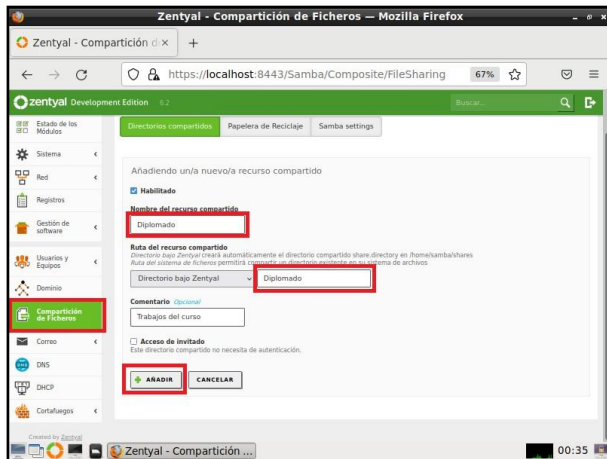 Zentyal - Compartición de Ficheros — Mozilla Firefox
Zentyal - Compartición d
https://localhost:8443/Samba/Composite/FileSharing
67%
zentyal Development Edition 6.2
Buscar...
Estado de los
Módulos
Sistema
Red
Registros
Gestión de
software
Usuarios y
Equipos
Dominio
Compartición
de Ficheros
Correo
DNS
DHCP
Cortafuegos
Created by Zentyal
Directorios compartidos
Papelera de Reciclaje
Samba settings
Añadiendo un/a nuevo/a recurso compartido
Habilitado
Nombre del recurso compartido
Diplomado
Ruta del recurso compartido
Directorio bajo Zentyal creará automáticamente el directorio compartido share.directory en /home/samba/shares
Ruta del sistema de ficheros permitirá compartir un directorio existente en su sistema de archivos
Directorio bajo Zentyal
Diplomado
Comentario Opcional
Trabajos del curso
Acceso de invitado
Este directorio compartido no necesita de autenticación.
AÑADIR
CANCELAR
Zentyal - Compartición ...
00:35